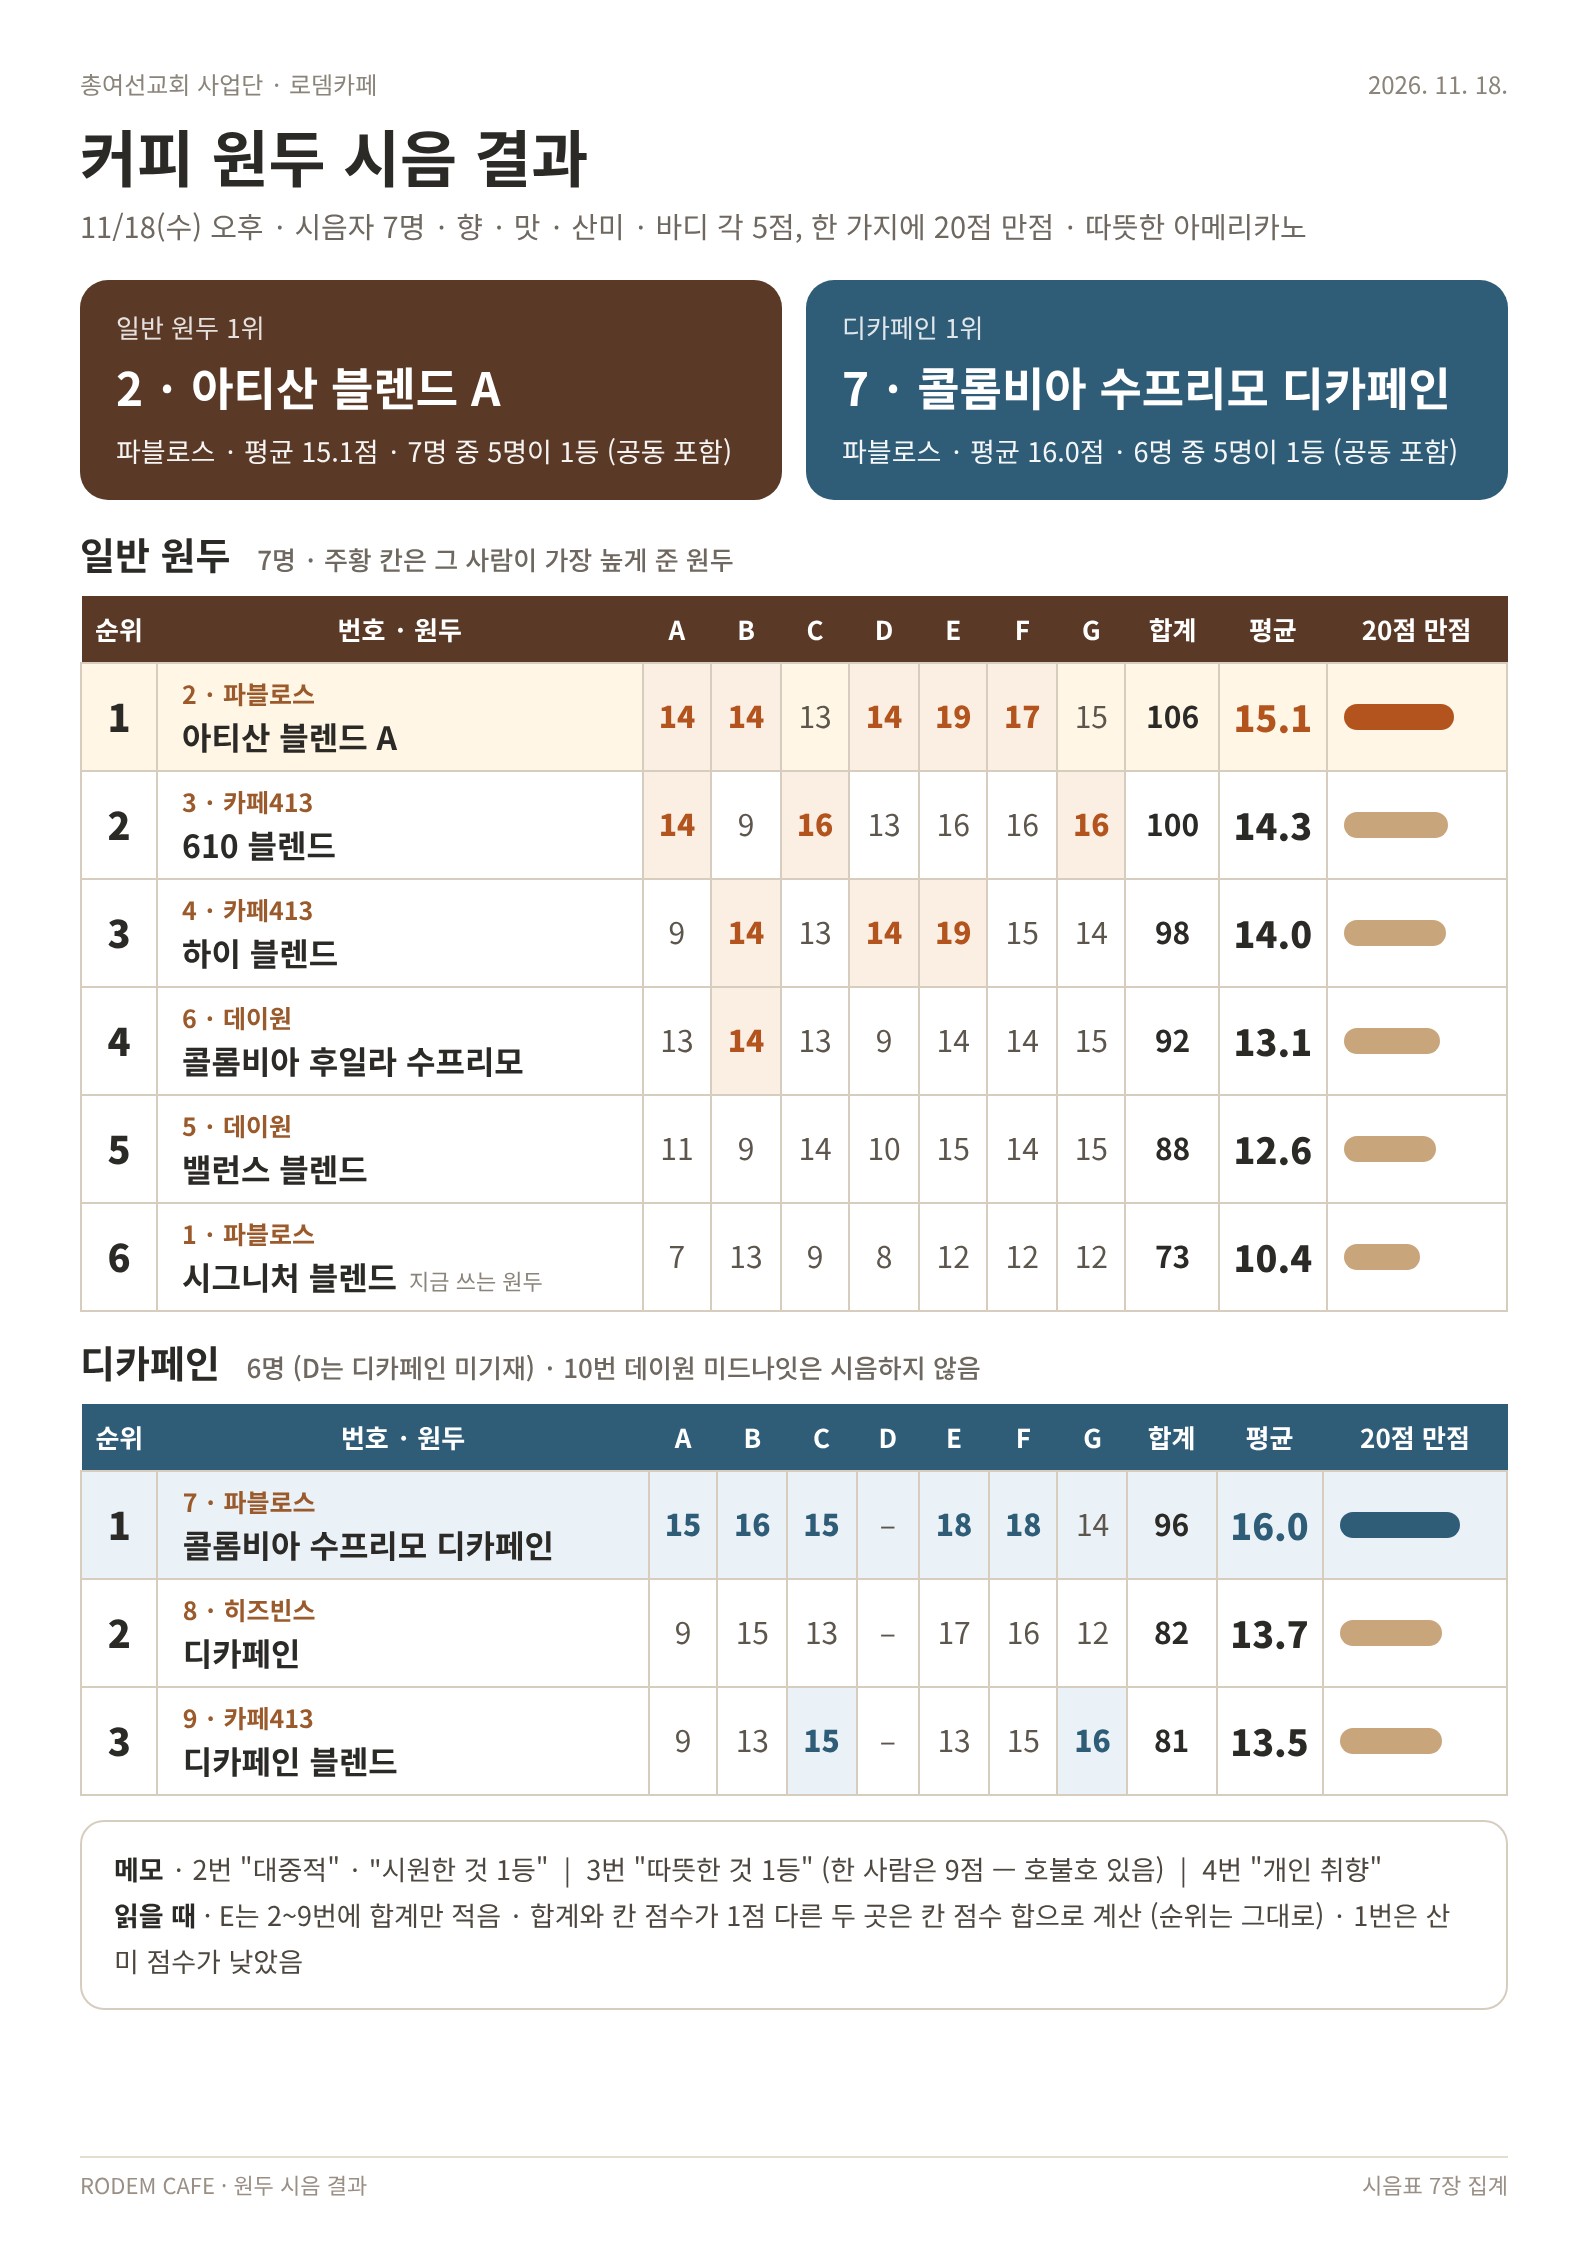 총여선교회 사업단 · 로뎀카페
2026. 11. 18.
커피 원두 시음 결과
11/18(수) 오후 · 시음자 7명 · 향 · 맛 · 산미 · 바디 각 5점, 한 가지에 20점 만점 · 따뜻한 아메리카노
일반 원두 1위
2 · 아티산 블렌드 A
파블로스 · 평균 15.1점 · 7명 중 5명이 1등 (공동 포함)
디카페인 1위
7 · 콜롬비아 수프리모 디카페인
파블로스 · 평균 16.0점 · 6명 중 5명이 1등 (공동 포함)
일반 원두 7명 · 주황 칸은 그 사람이 가장 높게 준 원두
순위 번호 · 원두 A B C D E F G 합계 평균 20점 만점
2 · 파블로스
1 아티산 블렌드 A 14 14 13 14 19 17 15 106 15.1
3 · 카페413
2 610 블렌드 14 9 16 13 16 16 16 100 14.3
4 · 카페413
3 하이 블렌드 9 14 13 14 19 15 14 98 14.0
6 · 데이원
4 콜롬비아 후일라 수프리모 13 14 13 9 14 14 15 92 13.1
5 · 데이원
5 밸런스 블렌드 11 9 14 10 15 14 15 88 12.6
1 · 파블로스
6 시그니처 블렌드 지금 쓰는 원두 7 13 9 8 12 12 12 73 10.4
디카페인 6명 (D는 디카페인 미기재) · 10번 데이원 미드나잇은 시음하지 않음
순위 번호 · 원두 A B C D E F G 합계 평균 20점 만점
7 · 파블로스
1 콜롬비아 수프리모 디카페인 15 16 15 – 18 18 14 96 16.0
8 · 히즈빈스
2 디카페인 9 15 13 – 17 16 12 82 13.7
9 · 카페413
3 디카페인 블렌드 9 13 15 – 13 15 16 81 13.5
메모 · 2번 "대중적" · "시원한 것 1등" | 3번 "따뜻한 것 1등" (한 사람은 9점 — 호불호 있음) | 4번 "개인 취향"
읽을 때 · E는 2~9번에 합계만 적음 · 합계와 칸 점수가 1점 다른 두 곳은 칸 점수 합으로 계산 (순위는 그대로) · 1번은 산
미 점수가 낮았음
RODEM CAFE · 원두 시음 결과
시음표 7장 집계